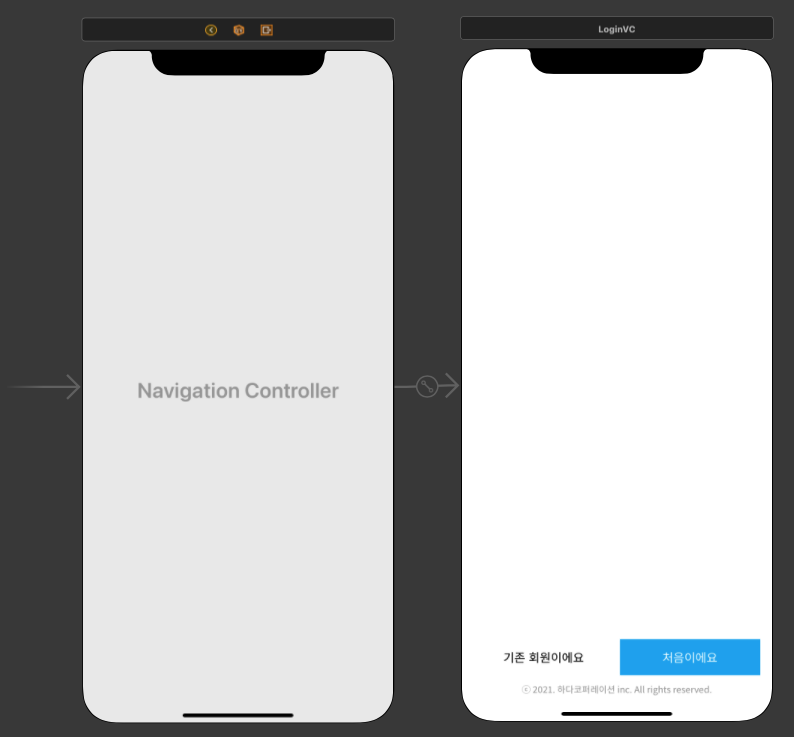 LoginVC
Navigation Controller
기존 회원이에요
처음이에요
ⓒ 2021. 하다코퍼레이션 inc. All rights reserved.